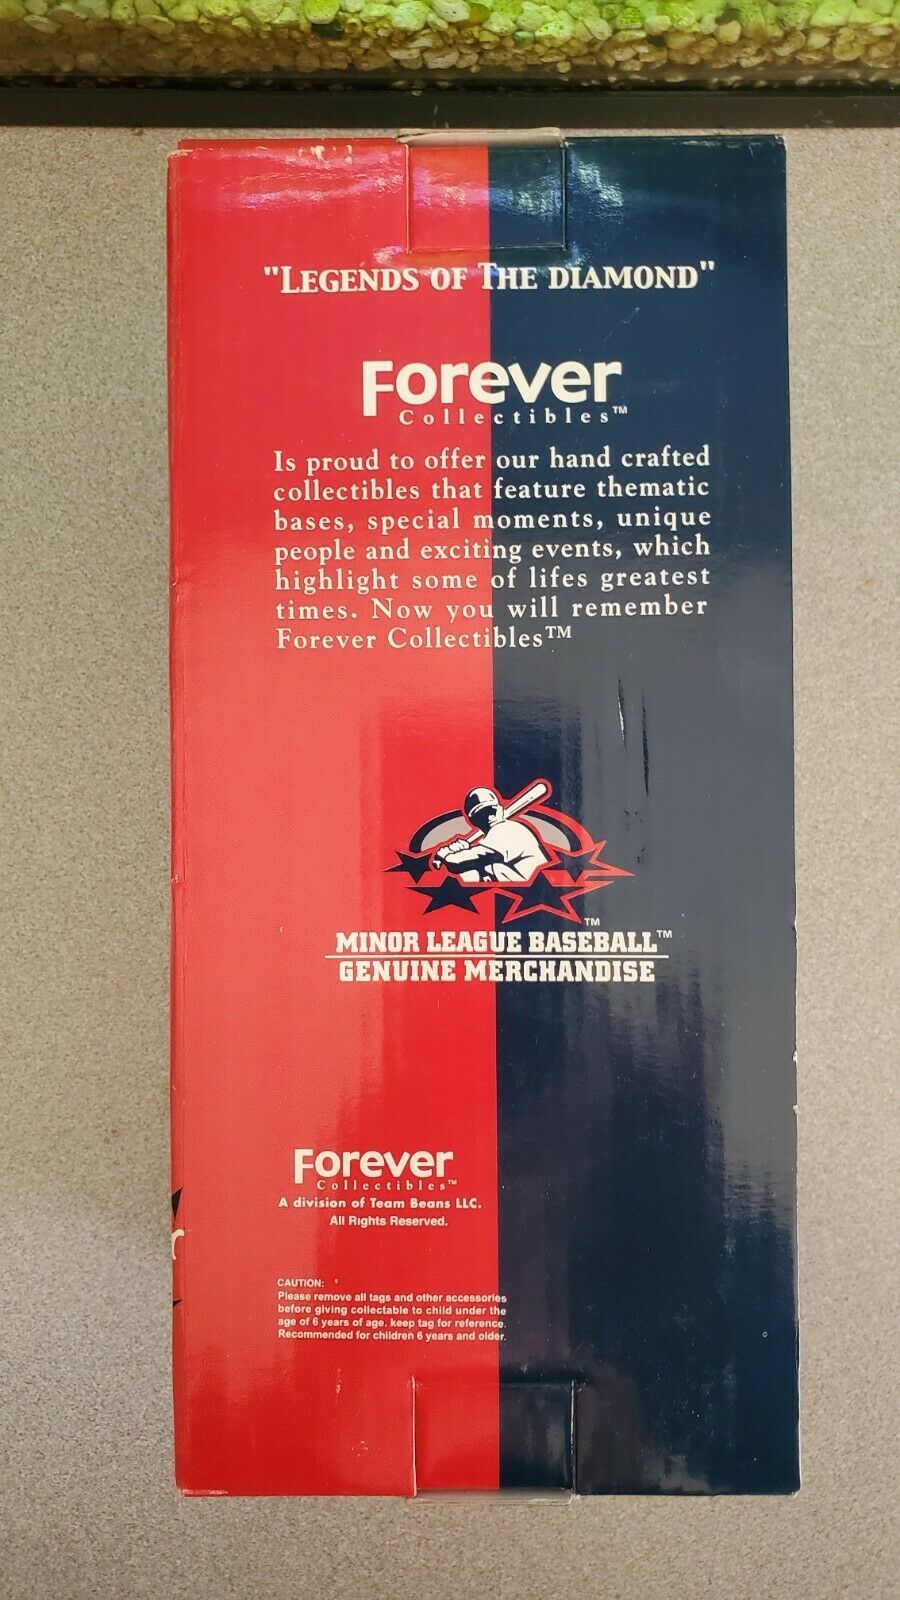 "LEGENDS OF THE DIAMOND"
Forever
Collectibles™
Is proud to offer our hand crafted
collectibles that feature thematic
bases, special moments, unique
people and exciting events, which
highlight some of lifes greatest
times. Now you will remember
Forever Collectibles™
™
MINOR LEAGUE BASEBALL™
GENUINE MERCHANDISE
Forever
Collectibles™
A division of Team Beans LLC.
All Rights Reserved.
CAUTION:
Please remove all tags and other accessories
before giving collectable to child under the
age of 6 years of age. keep tag for reference.
Recommended for children 6 years and older.